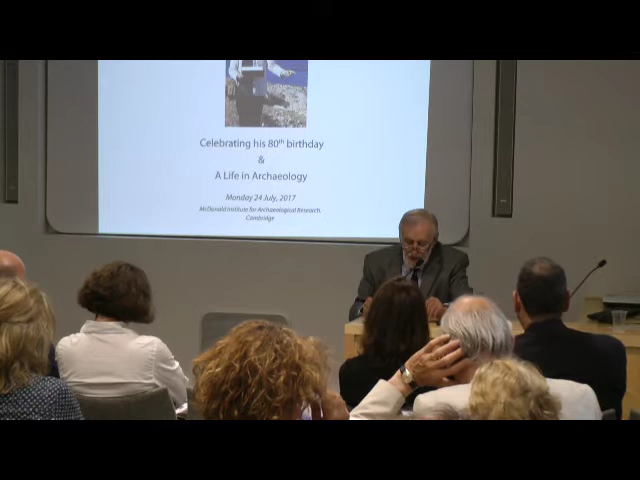 Celebrating his 80th birthday
&
A Life in Archaeology
Monday 24 July, 2017
McDonald Institute for Archaeological Research,
Cambridge